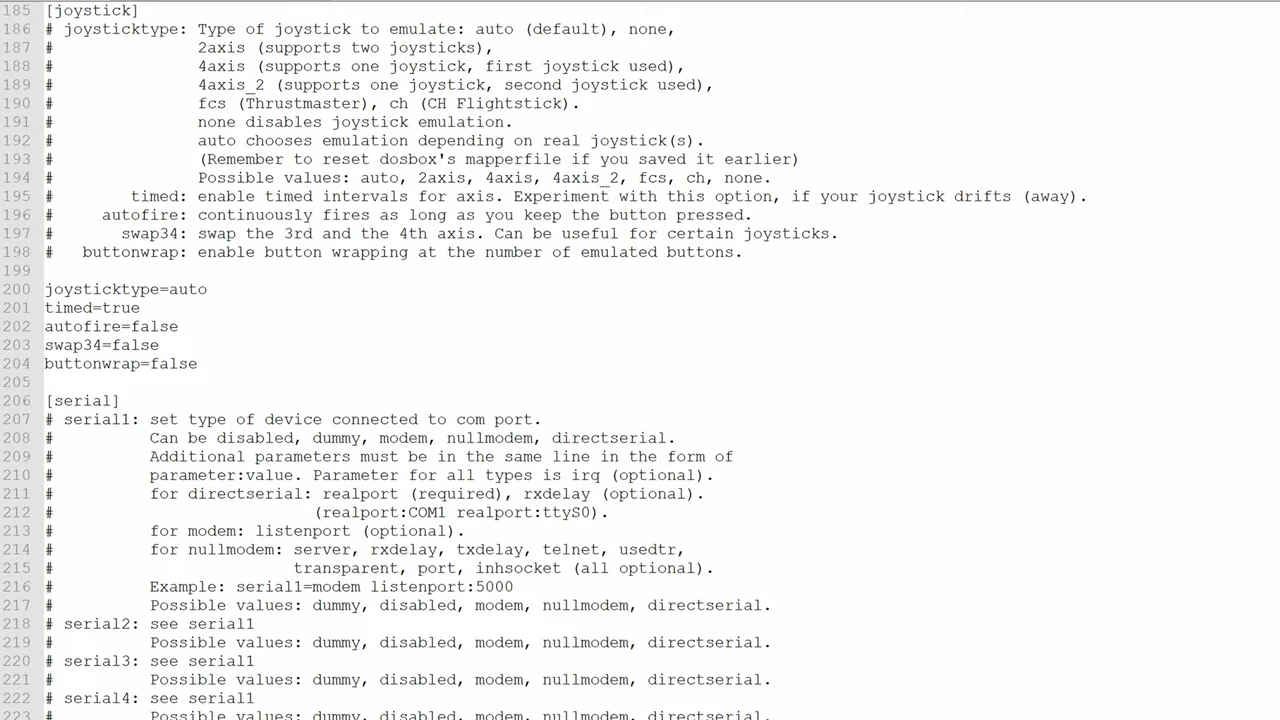 185 [joystick]
186 # joysticktype: Type of joystick to emulate: auto (default), none,
187 #               2axis (supports two joysticks),
188 #               4axis (supports one joystick, first joystick used),
189 #               4axis_2 (supports one joystick, second joystick used),
190 #               fcs (Thrustmaster), ch (CH Flightstick).
191 #               none disables joystick emulation.
192 #               auto chooses emulation depending on real joystick(s).
193 #               (Remember to reset dosbox's mapperfile if you saved it earlier)
194 #               Possible values: auto, 2axis, 4axis, 4axis_2, fcs, ch, none.
195 #        timed: enable timed intervals for axis. Experiment with this option, if your joystick drifts (away).
196 #     autofire: continuously fires as long as you keep the button pressed.
197 #       swap34: swap the 3rd and the 4th axis. Can be useful for certain joysticks.
198 #   buttonwrap: enable button wrapping at the number of emulated buttons.
199
200 joysticktype=auto
201 timed=true
202 autofire=false
203 swap34=false
204 buttonwrap=false
205
206 [serial]
207 # serial1: set type of device connected to com port.
208 #          Can be disabled, dummy, modem, nullmodem, directserial.
209 #          Additional parameters must be in the same line in the form of
210 #          parameter:value. Parameter for all types is irq (optional).
211 #          for directserial: realport (required), rxdelay (optional).
212 #                           (realport:COM1 realport:ttyS0).
213 #          for modem: listenport (optional).
214 #          for nullmodem: server, rxdelay, txdelay, telnet, usedtr,
215 #                         transparent, port, inhsocket (all optional).
216 #          Example: serial1=modem listenport:5000
217 #          Possible values: dummy, disabled, modem, nullmodem, directserial.
218 # serial2: see serial1
219 #          Possible values: dummy, disabled, modem, nullmodem, directserial.
220 # serial3: see serial1
221 #          Possible values: dummy, disabled, modem, nullmodem, directserial.
222 # serial4: see serial1
223 #          Possible values: dummy, disabled, modem, nullmodem, directserial.